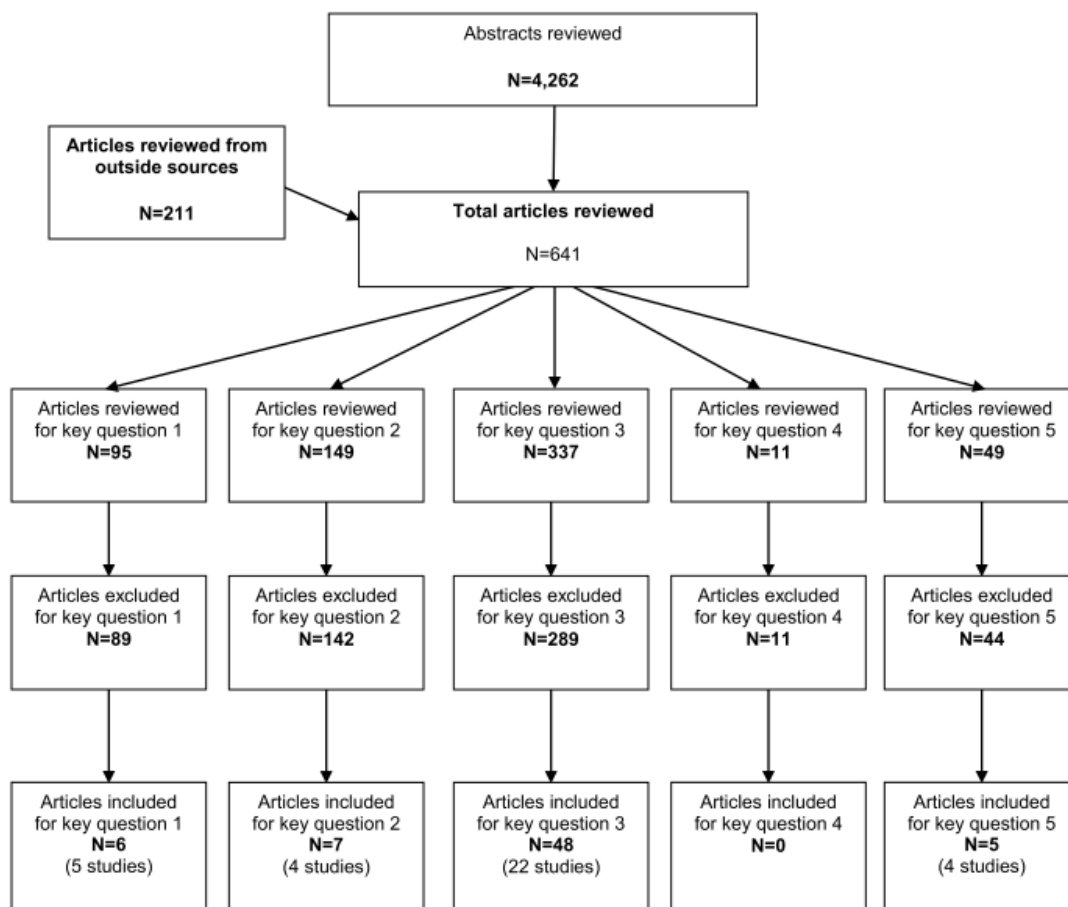 Abstracts reviewed
N=4,262
Articles reviewed from
outside sources
N=211
Total articles reviewed
N=641
Articles reviewed
for key question 1
N=95
Articles reviewed
for key question 2
N=149
Articles reviewed
for key question 3
N=337
Articles reviewed
for key question 4
N=11
Articles reviewed
for key question 5
N=49
Articles excluded
for key question 1
N=89
Articles excluded
for key question 2
N=142
Articles excluded
for key question 3
N=289
Articles excluded
for key question 4
N=11
Articles excluded
for key question 5
N=44
Articles included
for key question 1
N=6
(5 studies)
Articles included
for key question 2
N=7
(4 studies)
Articles included
for key question 3
N=48
(22 studies)
Articles included
for key question 4
N=0
Articles included
for key question 5
N=5
(4 studies)